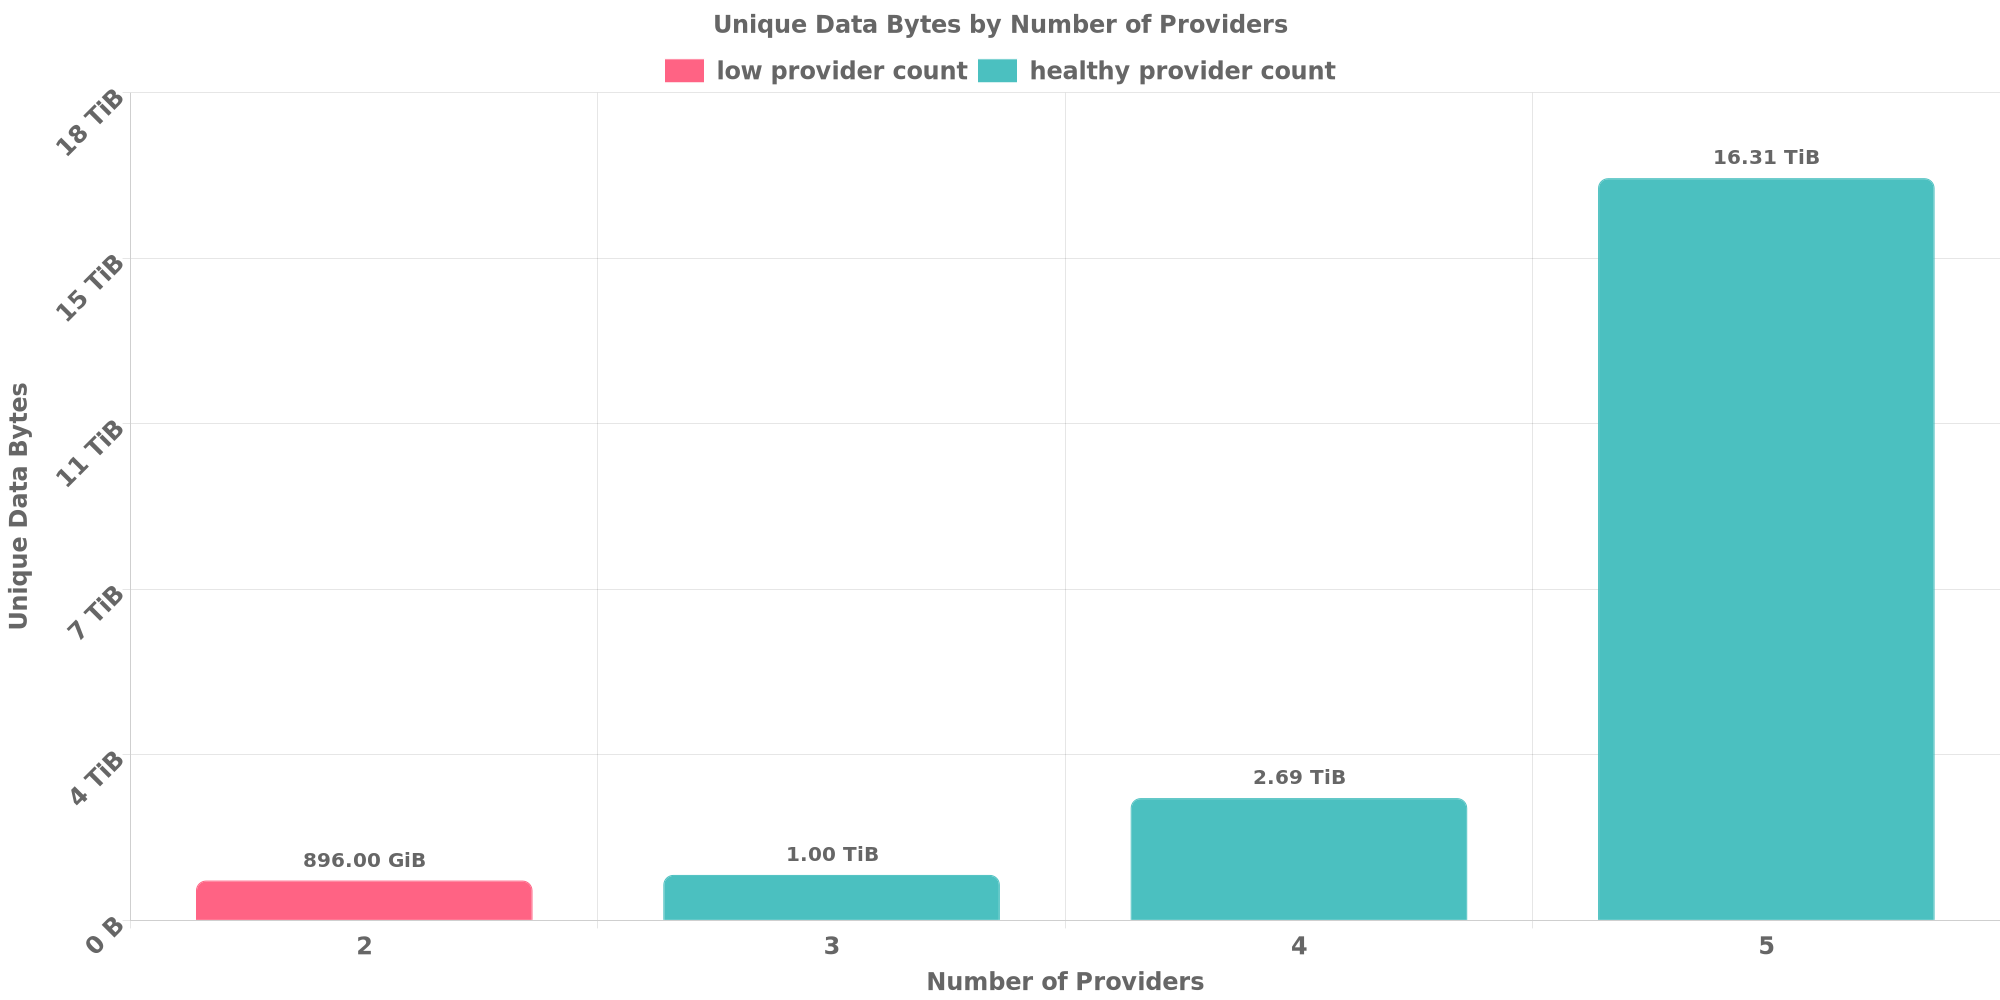 Unique Data Bytes by Number of Providers
low provider count healthy provider count
18 TiB
15 TiB
11 TiB
7 TiB
4 TiB
0 B
Unique Data Bytes
896.00 GiB
1.00 TiB
2.69 TiB
16.31 TiB
2 3 4 5
Number of Providers